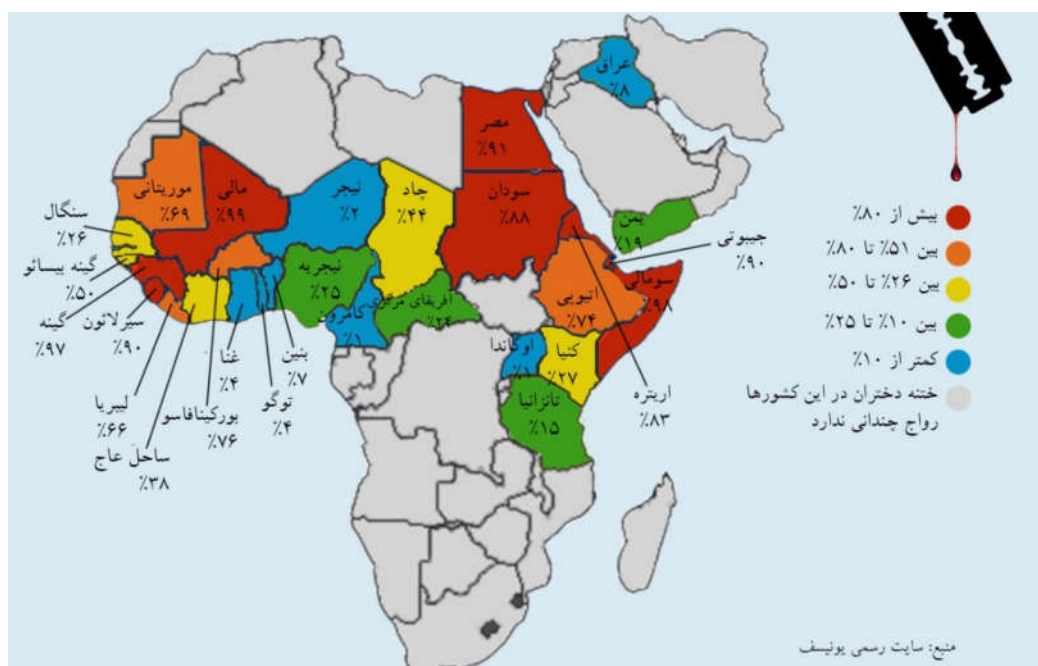 عراق
٪۸
مصر
٪۹۱
موریتانی
٪۶۹
مالی
٪۹۹
نیجر
٪۲
چاد
٪۴۴
سودان
٪۸۸
یمن
٪۱۹
جیبوتی
٪۹۰
سنگال
٪۲۶
گینه بیسائو
٪۵۰
گینه
٪۹۷
سیرلائون
٪۹۰
لیبریا
٪۶۶
ساحل عاج
٪۳۸
غنا
٪۴
بورکینافاسو
٪۷۶
توگو
٪۴
بنین
٪۷
نیجریه
٪۲۵
کامرون
٪۱
آفریقای مرکزی
٪۲۴
اتیوپی
٪۷۴
سومالی
٪۹۸
اوگاندا
٪۱
کنیا
٪۲۷
تانزانیا
٪۱۵
اریتره
٪۸۳
بیش از ۸۰٪
بین ۵۱٪ تا ۸۰٪
بین ۲۶٪ تا ۵۰٪
بین ۱۰٪ تا ۲۵٪
کمتر از ۱۰٪
ختنه دختران در این کشورها
رواج چندانی ندارد
منبع: سایت رسمی یونیسف